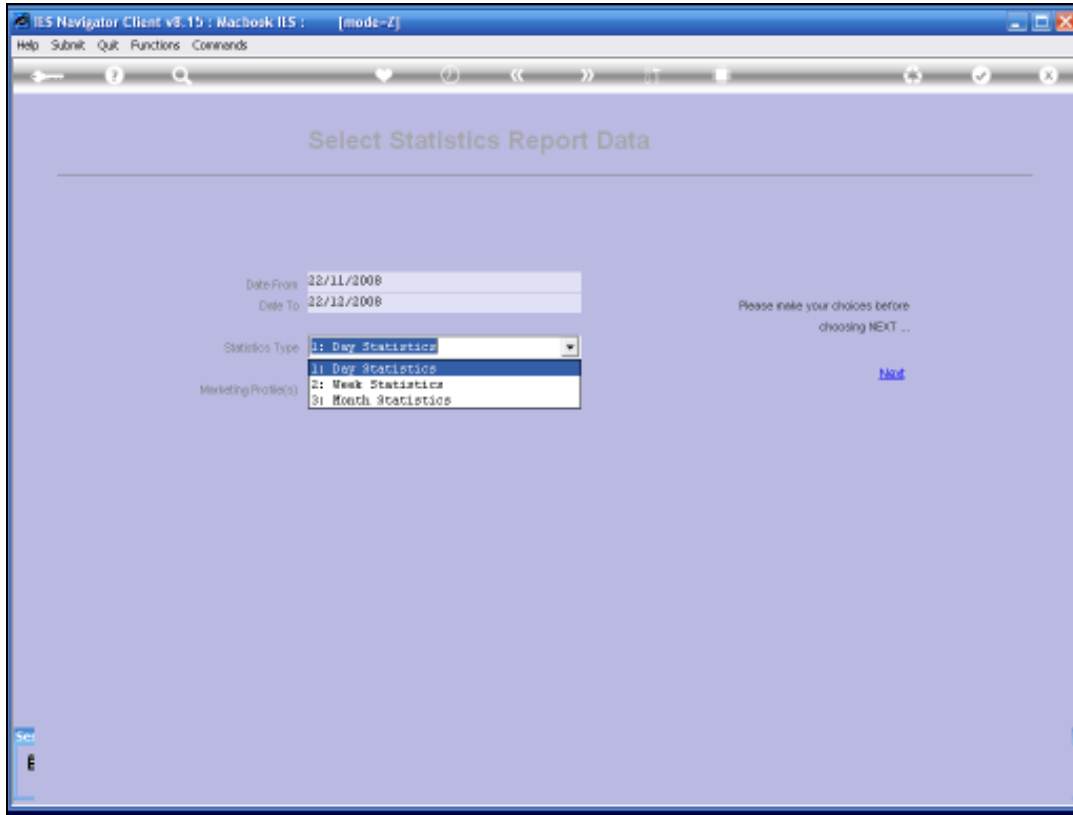 IES Navigator Client v8.15 : Macbook IES : [mode-Z]
Help Submit Quit Functions Commands
Select Statistics Report Data
Date From 22/11/2008
Date To 22/12/2008
Please make your choices before
choosing NEXT ...
Statistics Type 1: Day Statistics
1: Day Statistics
Next
2: Week Statistics
Marketing Profile(s)
3: Month Statistics